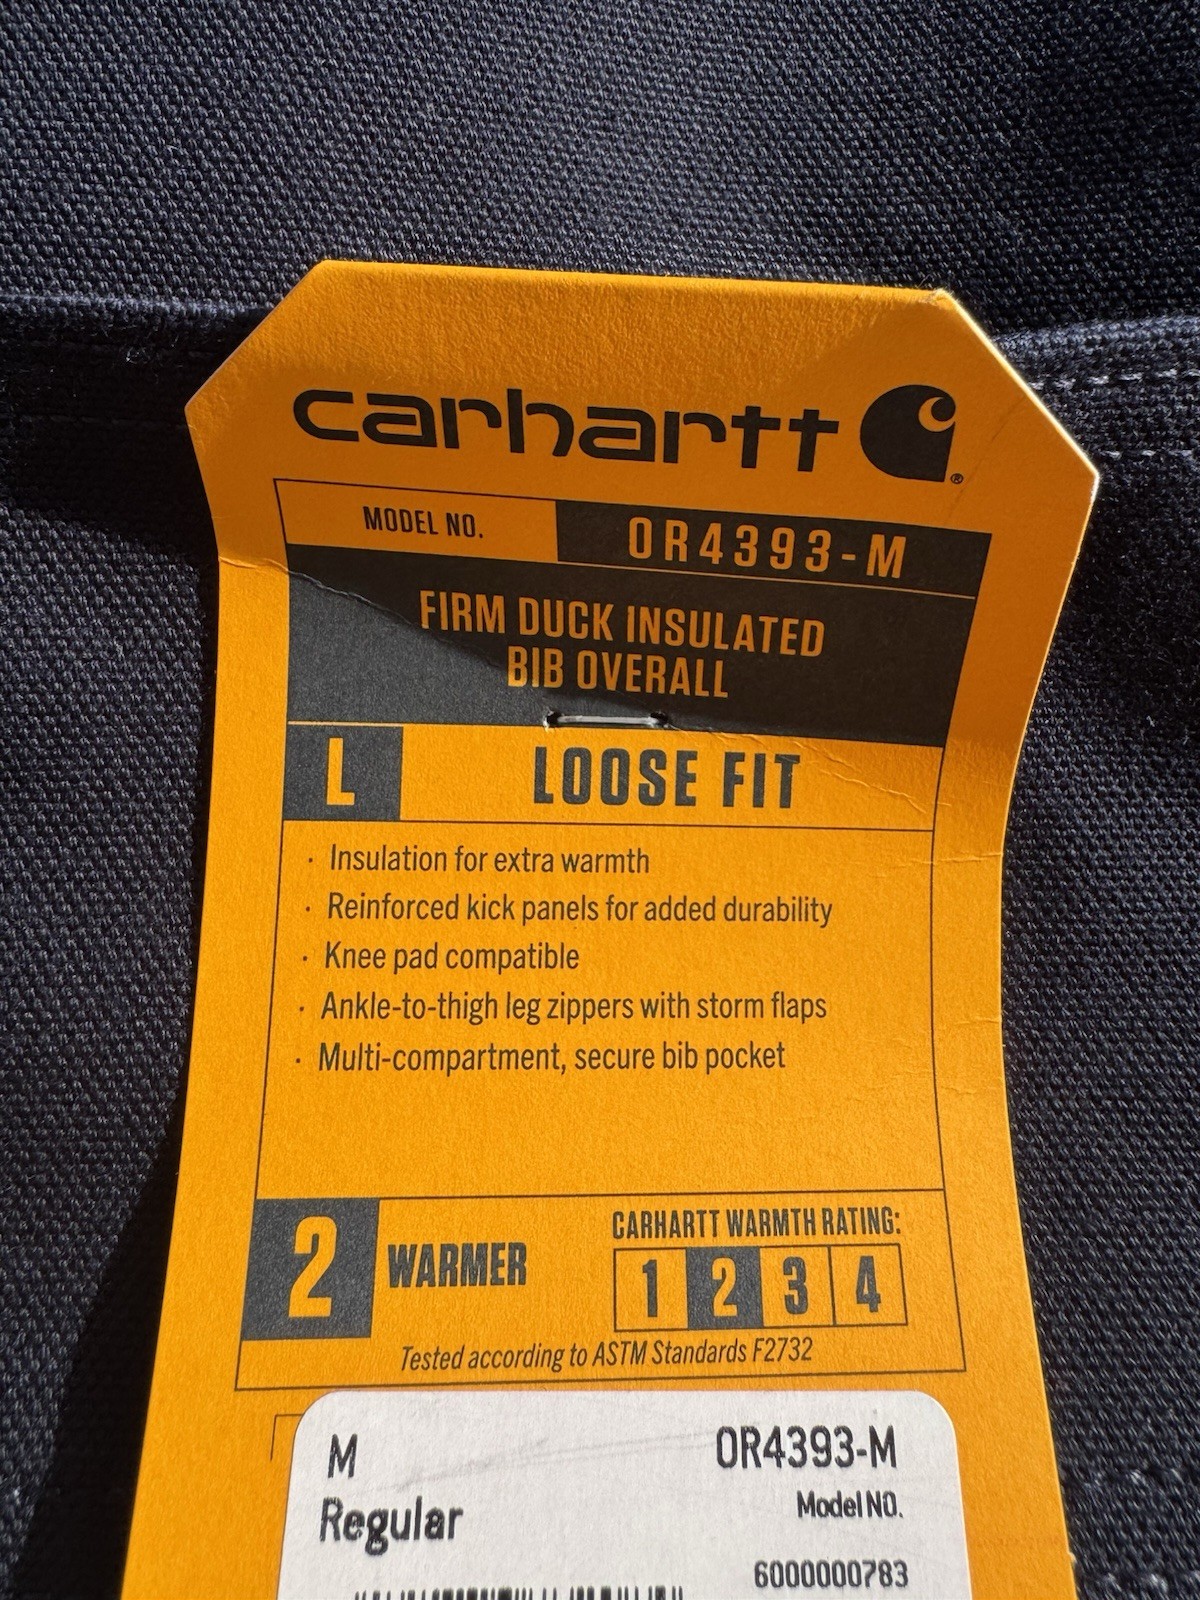 carhartt
®
MODEL NO. OR4393-M
FIRM DUCK INSULATED
BIB OVERALL
L LOOSE FIT
· Insulation for extra warmth
· Reinforced kick panels for added durability
· Knee pad compatible
· Ankle-to-thigh leg zippers with storm flaps
· Multi-compartment, secure bib pocket
2 WARMER
CARHARTT WARMTH RATING:
1 2 3 4
Tested according to ASTM Standards F2732
M OR4393-M
Regular Model NO.
6000000783